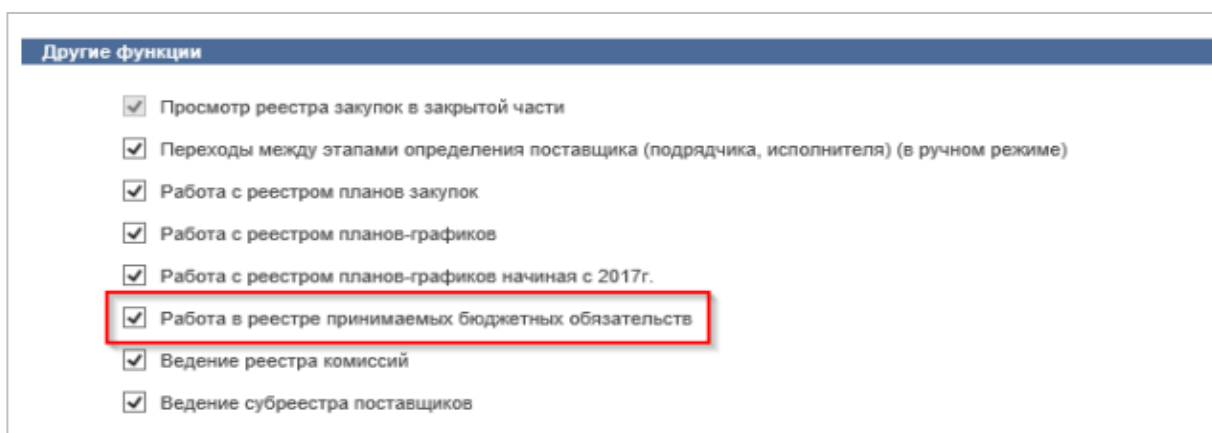 Другие функции
Просмотр реестра закупок в закрытой части
Переходы между этапами определения поставщика (подрядчика, исполнителя) (в ручном режиме)
Работа с реестром планов закупок
Работа с реестром планов-графиков
Работа с реестром планов-графиков начиная с 2017г.
Работа в реестре принимаемых бюджетных обязательств
Ведение реестра комиссий
Ведение субреестра поставщиков